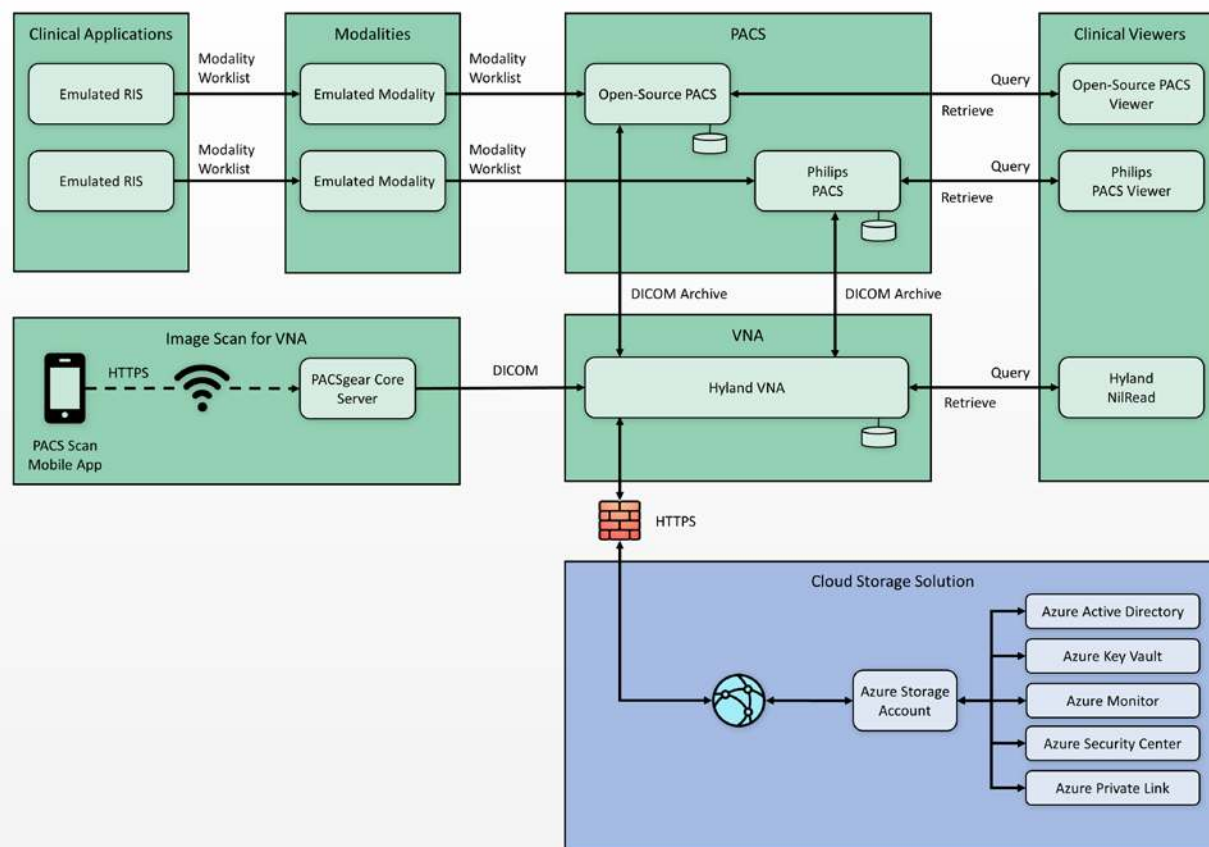 Clinical Applications
Modalities
PACS
Clinical Viewers
Emulated RIS
Modality
Worklist
Emulated Modality
Modality
Worklist
Open-Source PACS
Query
Retrieve
Open-Source PACS
Viewer
Emulated RIS
Modality
Worklist
Emulated Modality
Modality
Worklist
Philips
PACS
Query
Retrieve
Philips
PACS Viewer
DICOM Archive
DICOM Archive
Image Scan for VNA
VNA
HTTPS
PACSgear Core
Server
DICOM
Hyland VNA
Query
Retrieve
Hyland
NilRead
PACS Scan
Mobile App
HTTPS
Cloud Storage Solution
Azure Storage
Account
Azure Active Directory
Azure Key Vault
Azure Monitor
Azure Security Center
Azure Private Link